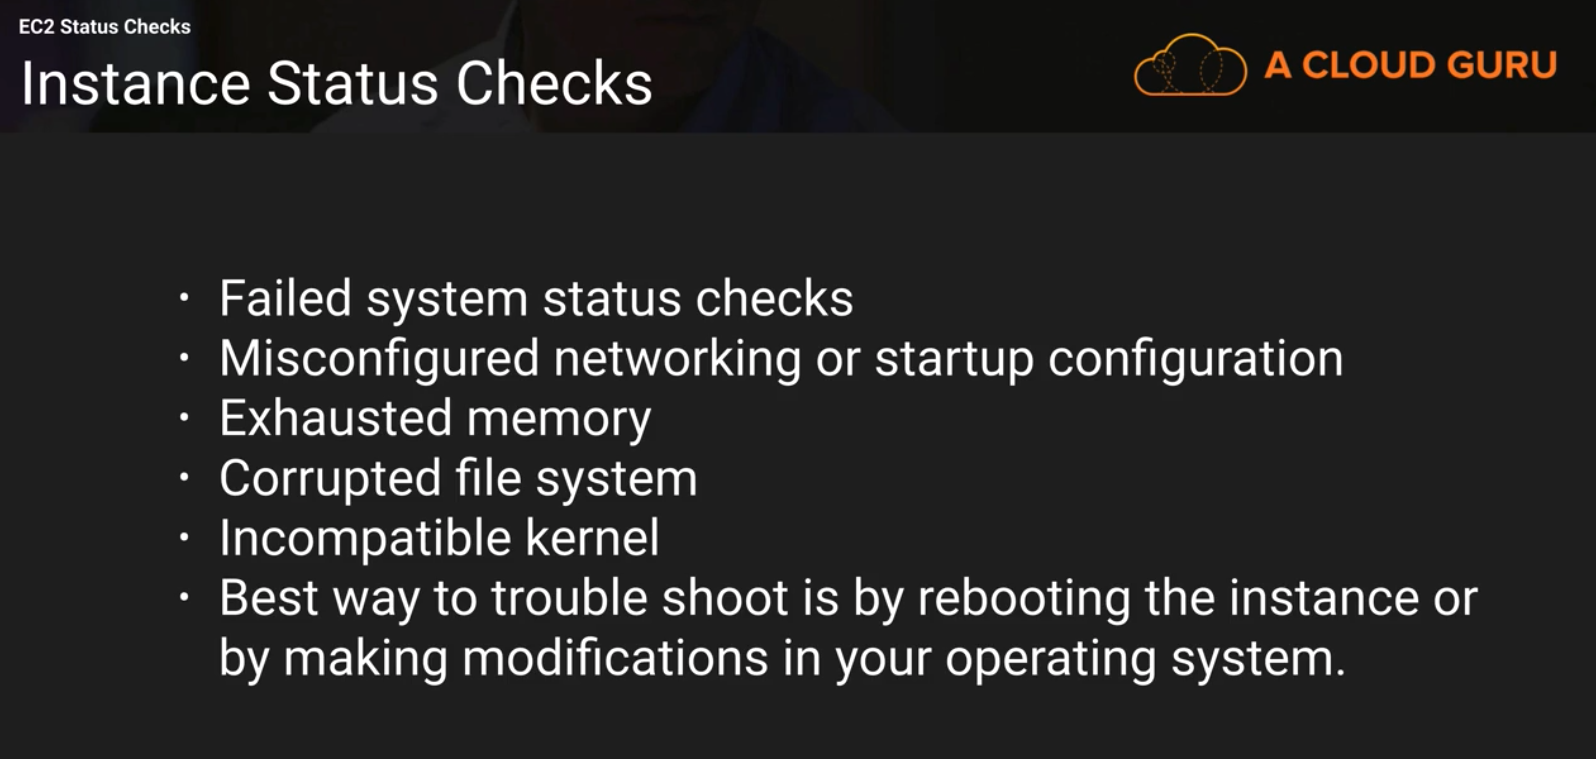 EC2 Status Checks
Instance Status Checks
A CLOUD GURU
• Failed system status checks
• Misconfigured networking or startup configuration
• Exhausted memory
• Corrupted file system
• Incompatible kernel
• Best way to trouble shoot is by rebooting the instance or
by making modifications in your operating system.